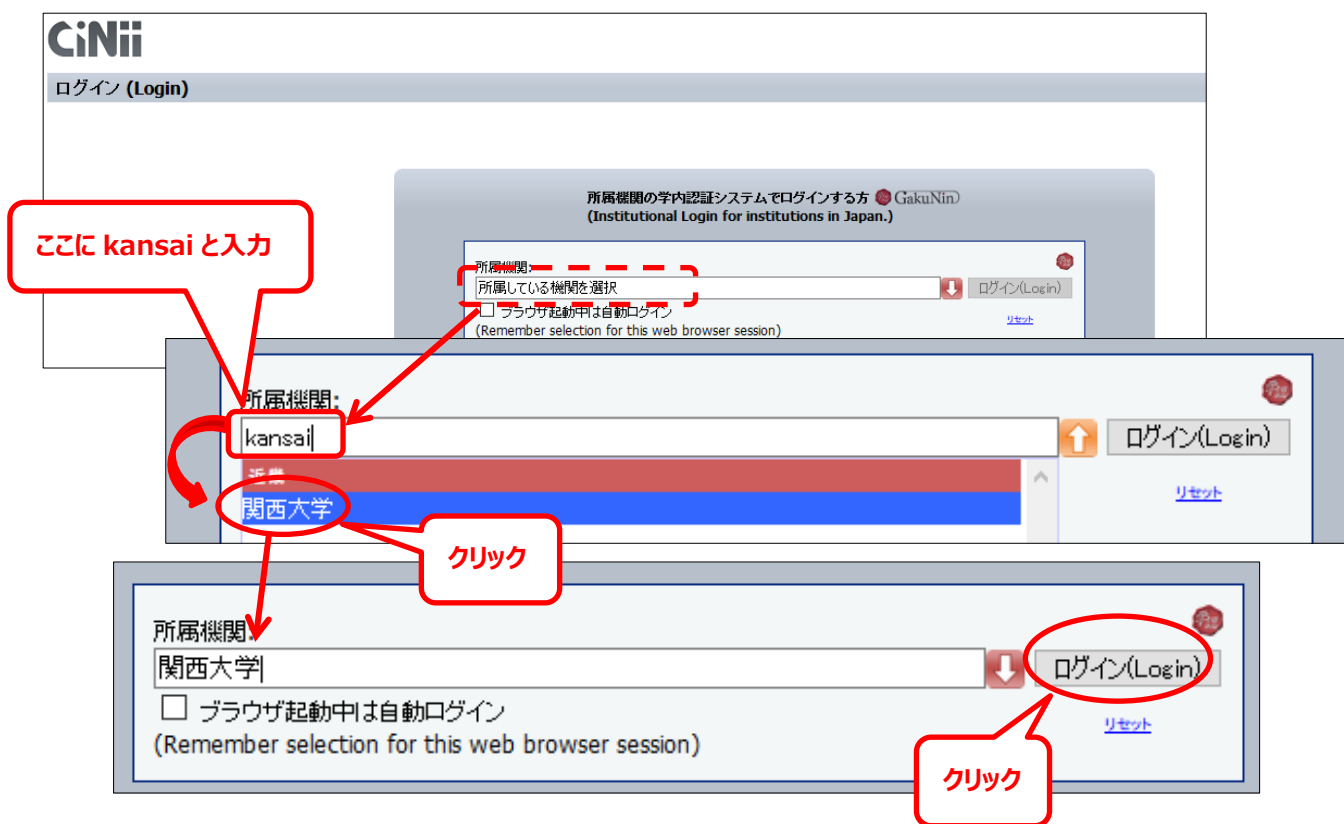 CiNii
ログイン (Login)
所属機関の学内認証システムでログインする方 GakuNin
(Institutional Login for institutions in Japan.)
ここに kansai と入力
所属機関:
所属している機関を選択
ログイン(Login)
ブラウザ起動中は自動ログイン
(Remember selection for this web browser session)
リセット
所属機関:
kansai
ログイン(Login)
近畿
リセット
関西大学
クリック
所属機関:
関西大学
ログイン(Login)
ブラウザ起動中は自動ログイン
(Remember selection for this web browser session)
リセット
クリック